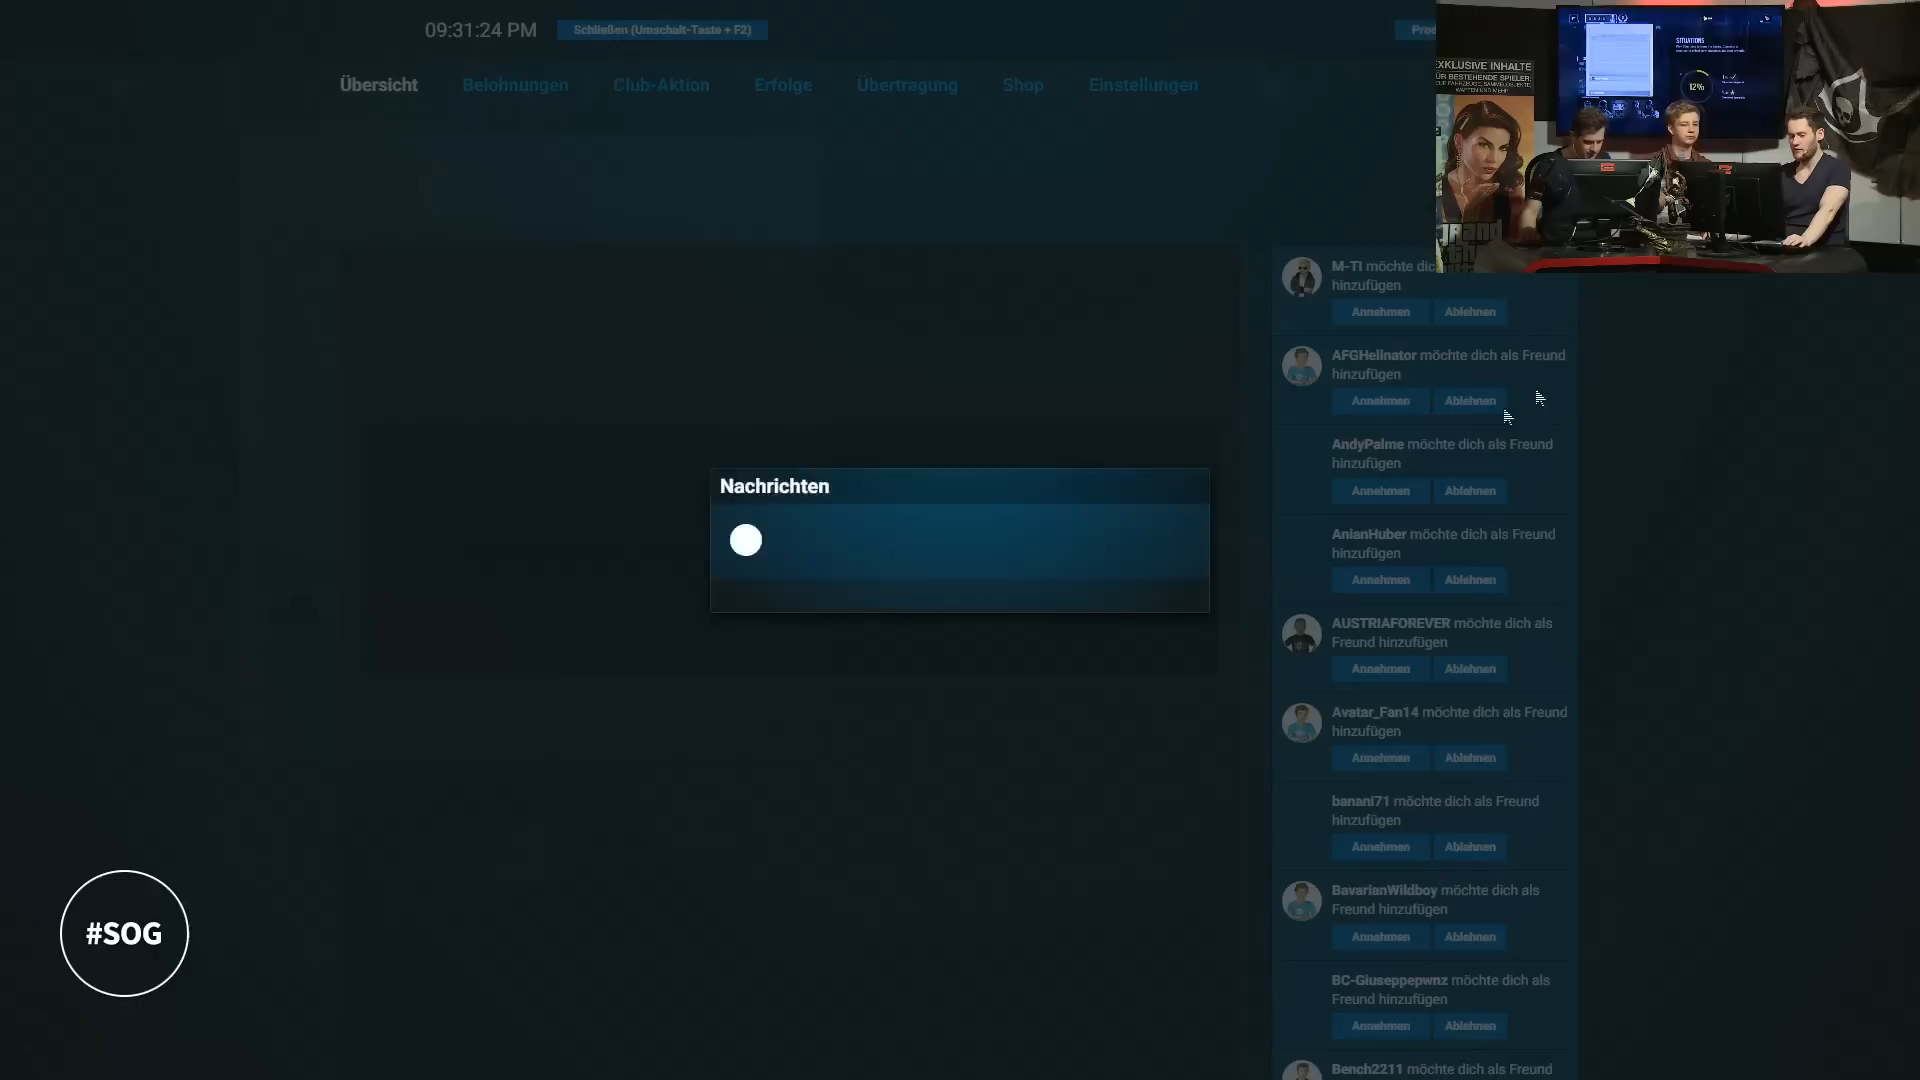 09:31:24 PM
Schließen (Umschalt-Taste + F2)
Übersicht
Belohnungen
Club-Aktion
Erfolge
Übertragung
Shop
Einstellungen
EXKLUSIVE INHALTE
FÜR BESTEHENDE SPIELER:
SITUATIONS
12%
M-TI möchte dich
hinzufügen
Annehmen
Ablehnen
AFGHellnator möchte dich als Freund
hinzufügen
Annehmen
Ablehnen
AndyPalme möchte dich als Freund
hinzufügen
Annehmen
Ablehnen
Nachrichten
AnianHuber möchte dich als Freund
hinzufügen
Annehmen
Ablehnen
AUSTRIAFOREVER möchte dich als
Freund hinzufügen
Annehmen
Ablehnen
Avatar_Fan14 möchte dich als Freund
hinzufügen
Annehmen
Ablehnen
banani71 möchte dich als Freund
hinzufügen
Annehmen
Ablehnen
BavarianWildboy möchte dich als
Freund hinzufügen
Annehmen
Ablehnen
#SOG
BC-Giuseppepwnz möchte dich als
Freund hinzufügen
Annehmen
Ablehnen
Bench2211 möchte dich als Freund